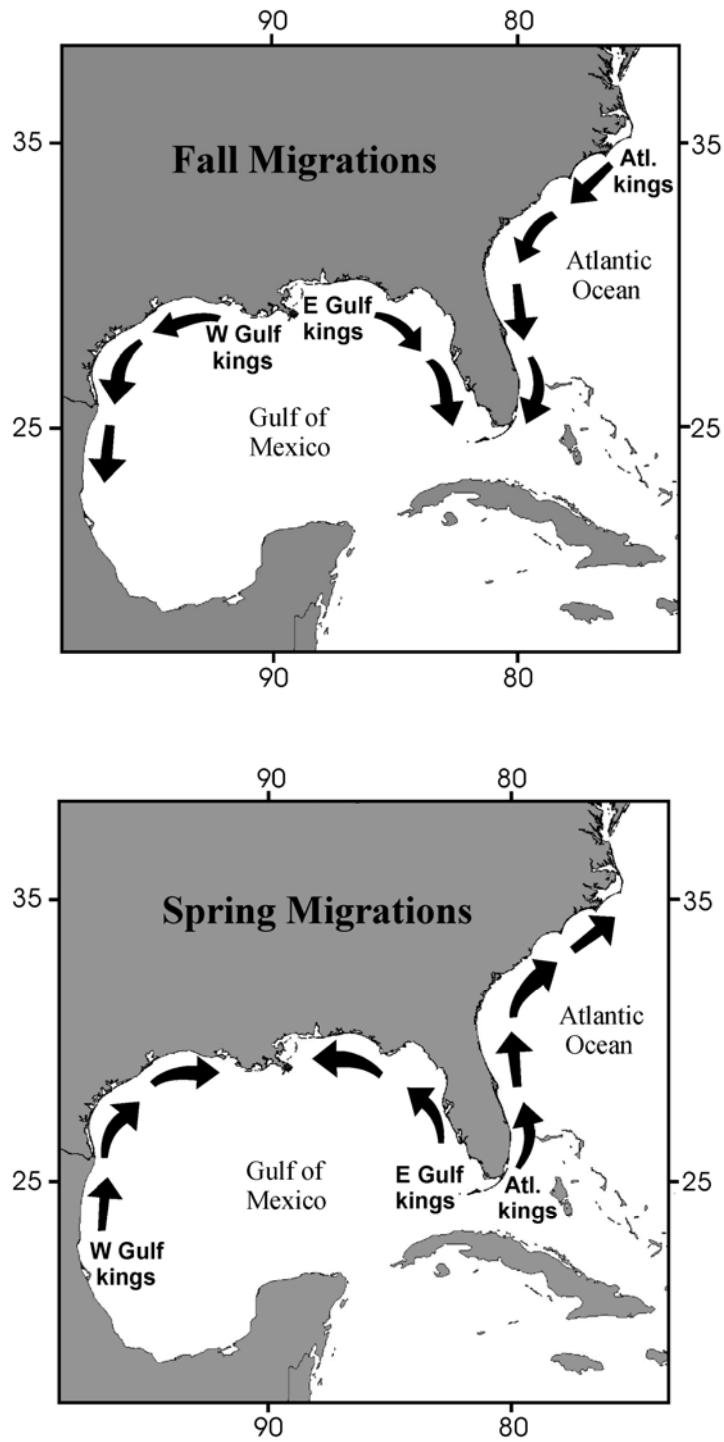 90 80
35 35
Fall Migrations
Atl.
kings
Atlantic
Ocean
E Gulf
kings
W Gulf
kings
Gulf of
Mexico
25 25
90 80
90 80
35 35
Spring Migrations
Atlantic
Ocean
Gulf of
Mexico
E Gulf
kings
Atl.
kings
25 25
W Gulf
kings
90 80